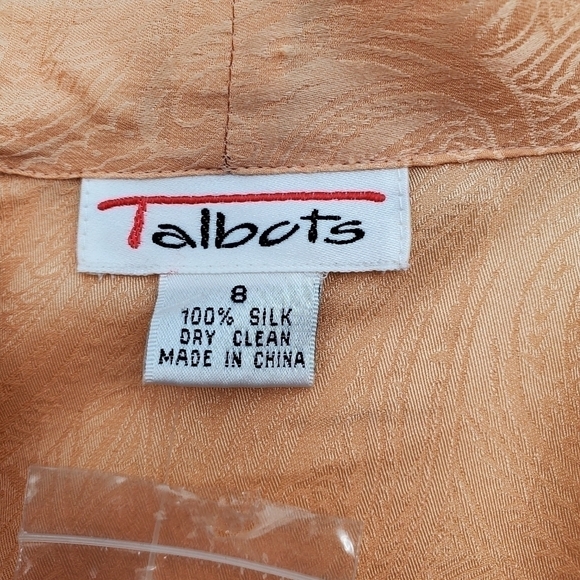 Talbots
8
100% SILK
DRY CLEAN
MADE IN CHINA